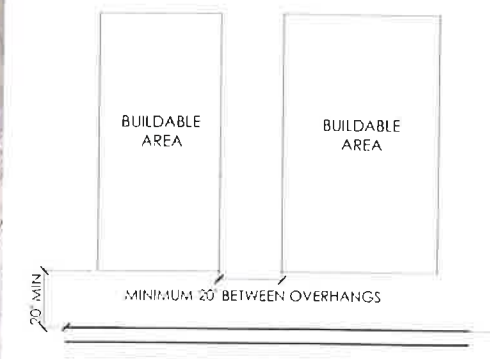 BUILDABLE
AREA
BUILDABLE
AREA
MINIMUM 20' BETWEEN OVERHANGS
20' MIN